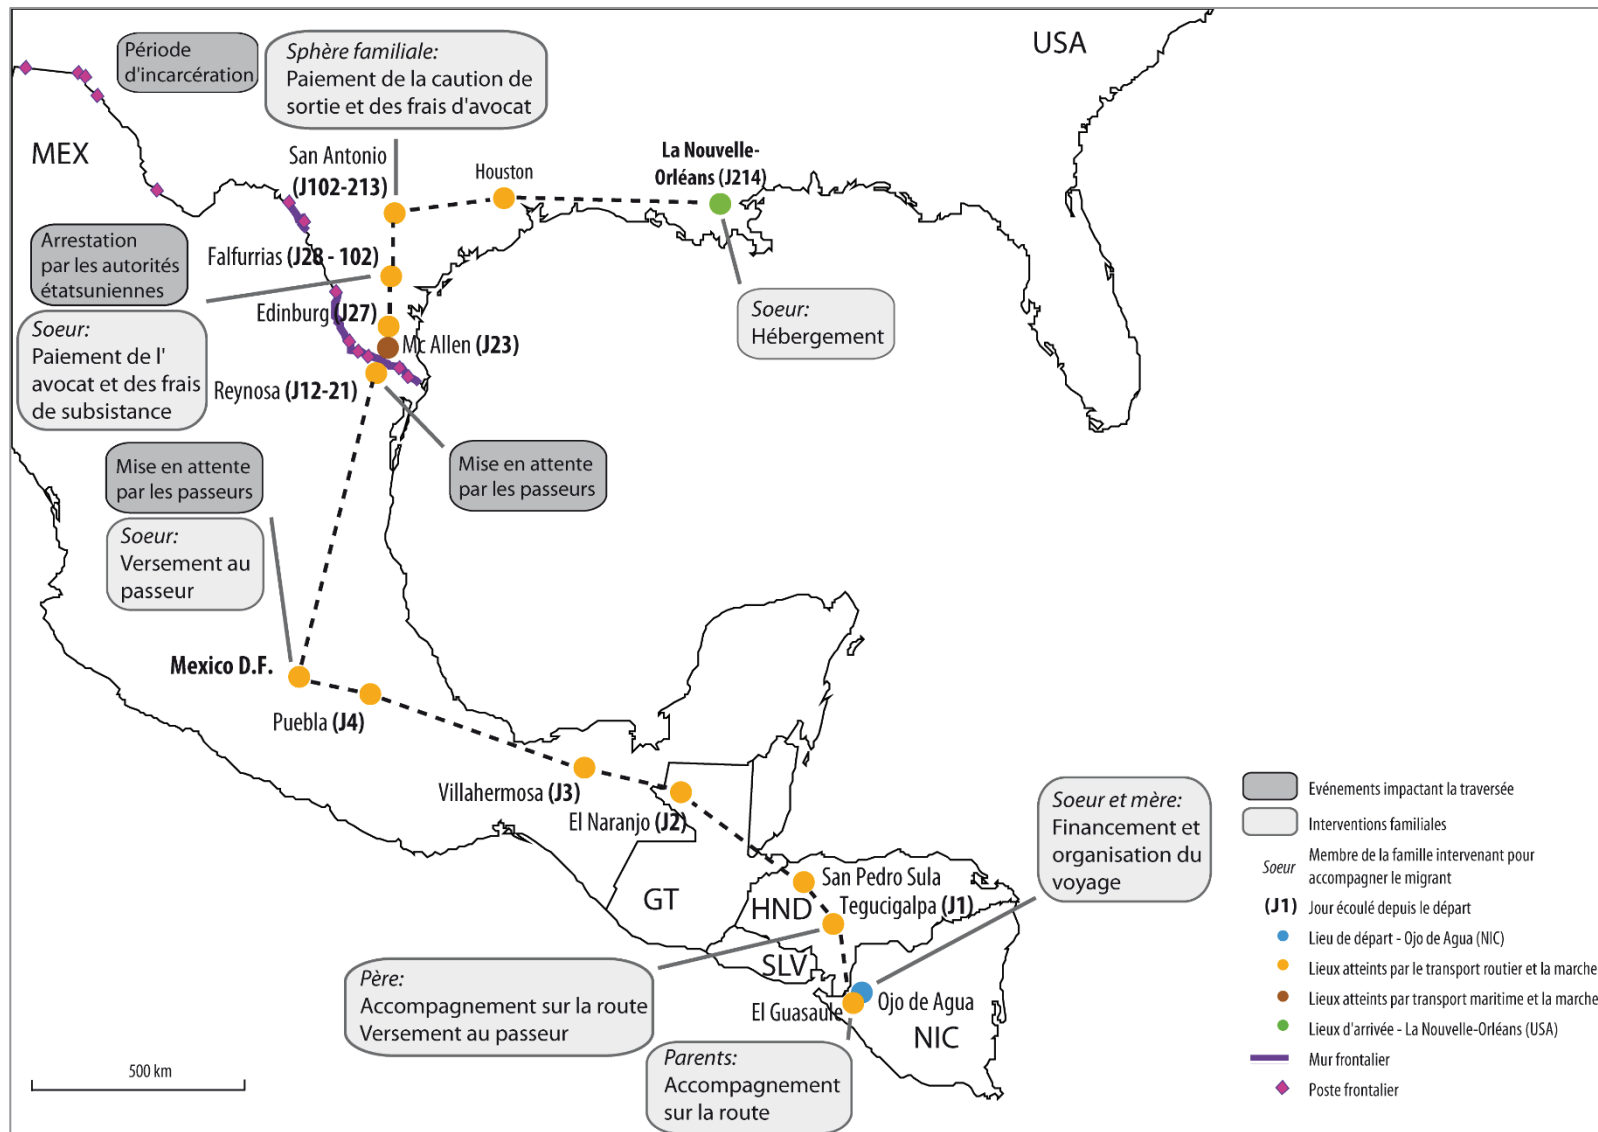 Période
d'incarcération
Sphère familiale:
Paiement de la caution de
sortie et des frais d'avocat
USA
MEX
San Antonio
(J102-213)
Houston
La Nouvelle-
Orléans (J214)
Arrestation
par les autorités
étatsuniennes
Falfurrias (J28 - 102)
Soeur:
Paiement de l'
avocat et des frais
de subsistance
Edinburg (J27)
Mc Allen (J23)
Reynosa (J12-21)
Soeur:
Hébergement
Mise en attente
par les passeurs
Mise en attente
par les passeurs
Soeur:
Versement au
passeur
Mexico D.F.
Puebla (J4)
Villahermosa (J3)
El Naranjo (J2)
Soeur et mère:
Financement et
organisation du
voyage
San Pedro Sula
Tegucigalpa (J1)
GT
HND
SLV
NIC
El Guasaule
Ojo de Agua
Père:
Accompagnement sur la route
Versement au passeur
Parents:
Accompagnement
sur la route
500 km
Evénements impactant la traversée
Interventions familiales
Soeur
Membre de la famille intervenant pour
accompagner le migrant
(J1) Jour écoulé depuis le départ
Lieu de départ - Ojo de Agua (NIC)
Lieux atteints par le transport routier et la marche
Lieux atteints par transport maritime et la marche
Lieux d'arrivée - La Nouvelle-Orléans (USA)
Mur frontalier
Poste frontalier